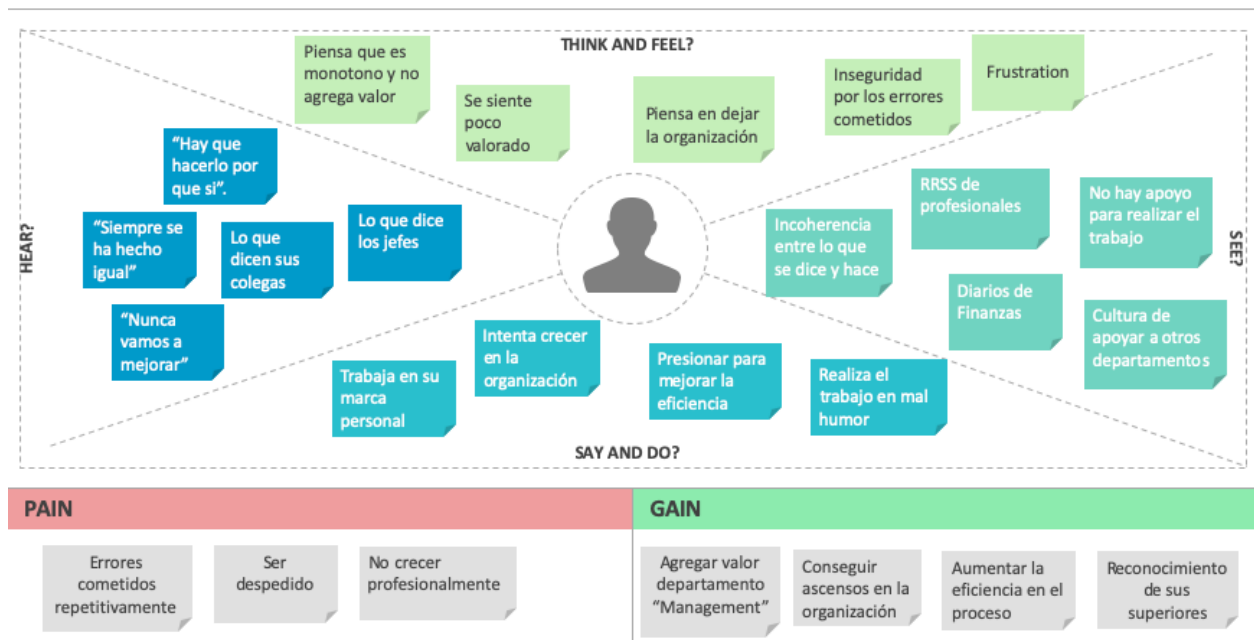 THINK AND FEEL?
Piensa que es
monotono y no
agrega valor
Se siente
poco
valorado
Piensa en dejar
la organización
Inseguridad
por los errores
cometidos
Frustration
HEAR?
“Hay que
hacerlo por
que si”.
“Siempre se
ha hecho
igual”
Lo que
dicen sus
colegas
Lo que dice
los jefes
“Nunca
vamos a
mejorar”
SEE?
Incoherencia
entre lo que
se dice y hace
RRSS de
profesionales
No hay apoyo
para realizar el
trabajo
Diarios de
Finanzas
Cultura de
apoyar a otros
departamentos
Trabaja en su
marca
personal
Intenta crecer
en la
organización
Presionar para
mejorar la
eficiencia
Realiza el
trabajo en mal
humor
SAY AND DO?
PAIN
Errores
cometidos
repetitivamente
Ser
despedido
No crecer
profesionalmente
GAIN
Agregar valor
departamento
“Management”
Conseguir
ascensos en la
organización
Aumentar la
eficiencia en el
proceso
Reconocimiento
de sus
superiores